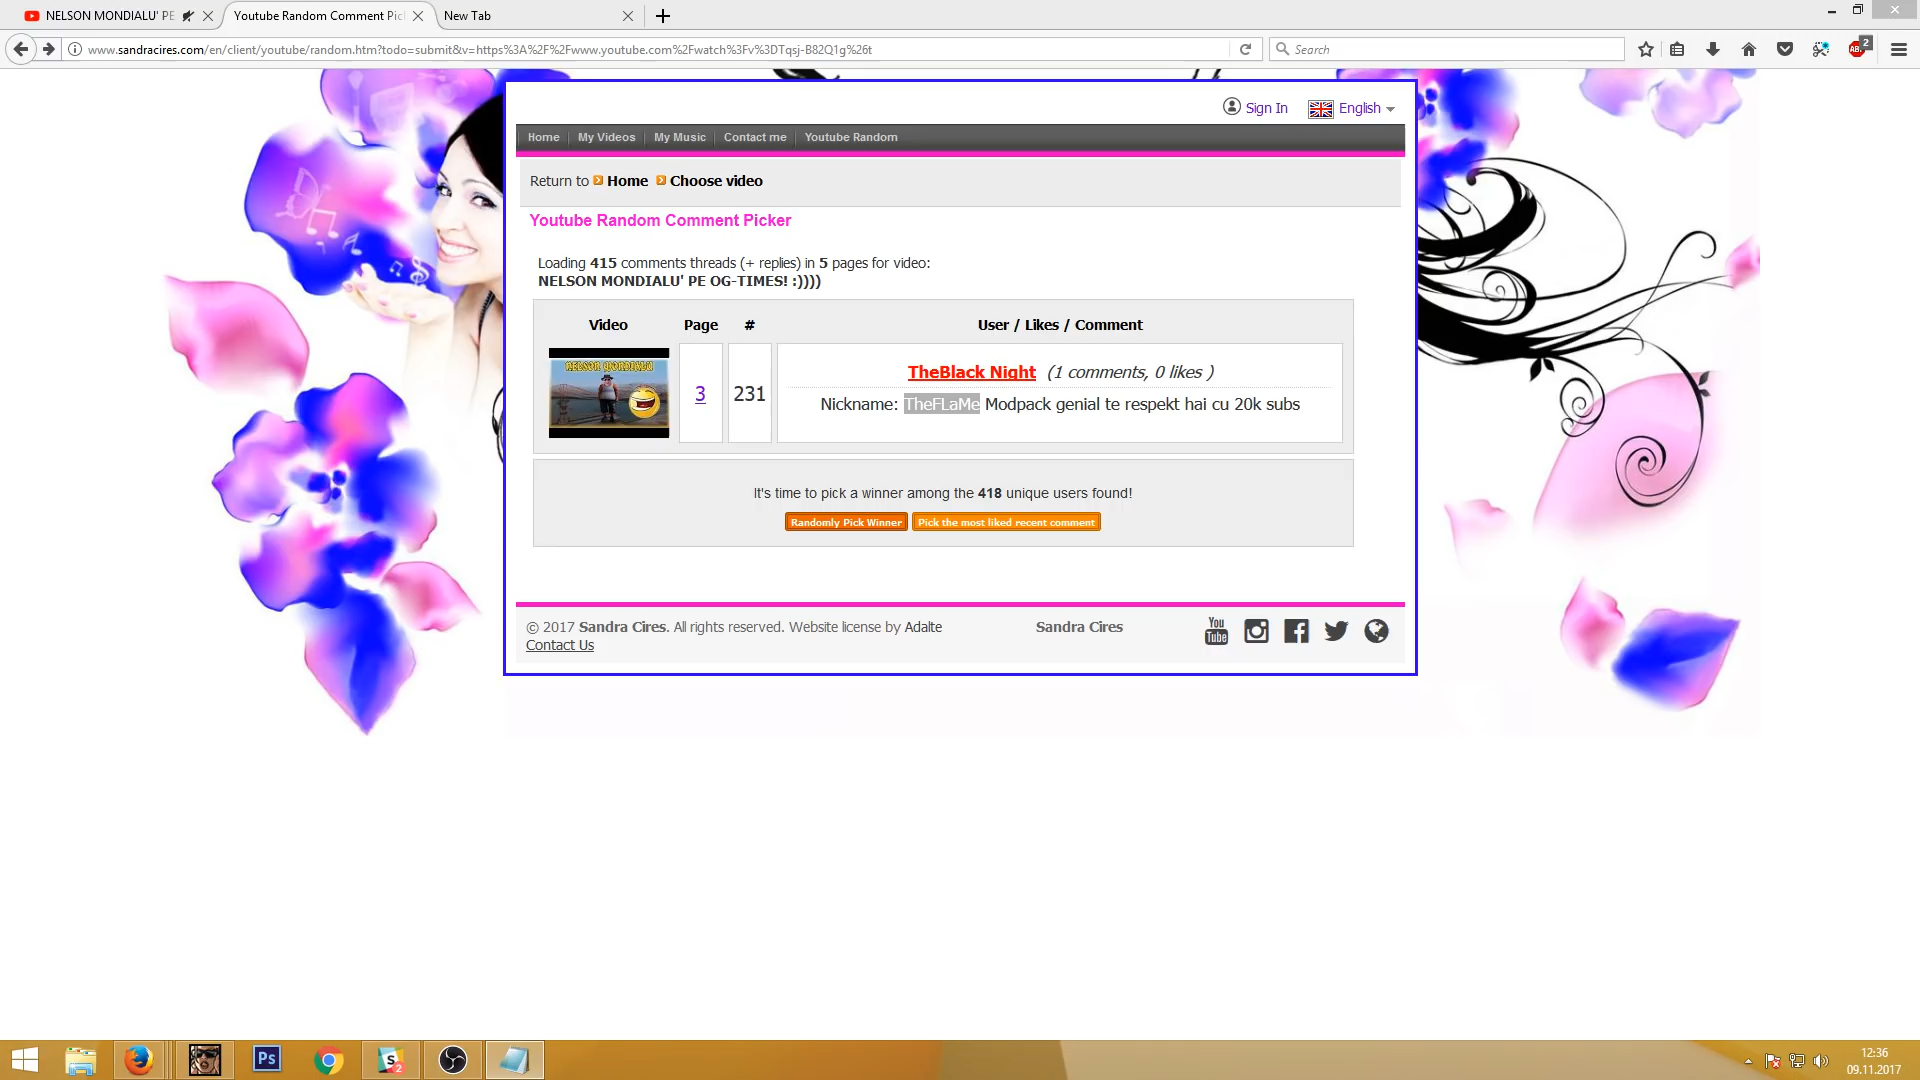 NELSON MONDIALU' PE
Youtube Random Comment Pic
New Tab
www.sandracires.com/en/client/youtube/random.htm?todo=submit&v=https%3A%2F%2Fwww.youtube.com%2Fwatch%3Fv%3DTqsj-B82Q1g%26t
Search
ABP
2
Sign In
English
Home
My Videos
My Music
Contact me
Youtube Random
Return to Home Choose video
Youtube Random Comment Picker
Loading 415 comments threads (+ replies) in 5 pages for video:
NELSON MONDIALU' PE OG-TIMES! :))))
Video Page # User / Likes / Comment
NELSON MONDIALU
3
231
TheBlack Night (1 comments, 0 likes )
Nickname: TheFLaMe Modpack genial te respekt hai cu 20k subs
It's time to pick a winner among the 418 unique users found!
Randomly Pick Winner
Pick the most liked recent comment
© 2017 Sandra Cires. All rights reserved. Website license by Adalte
Sandra Cires
You Tube
Contact Us
Ps
S
2
12:36
09.11.2017